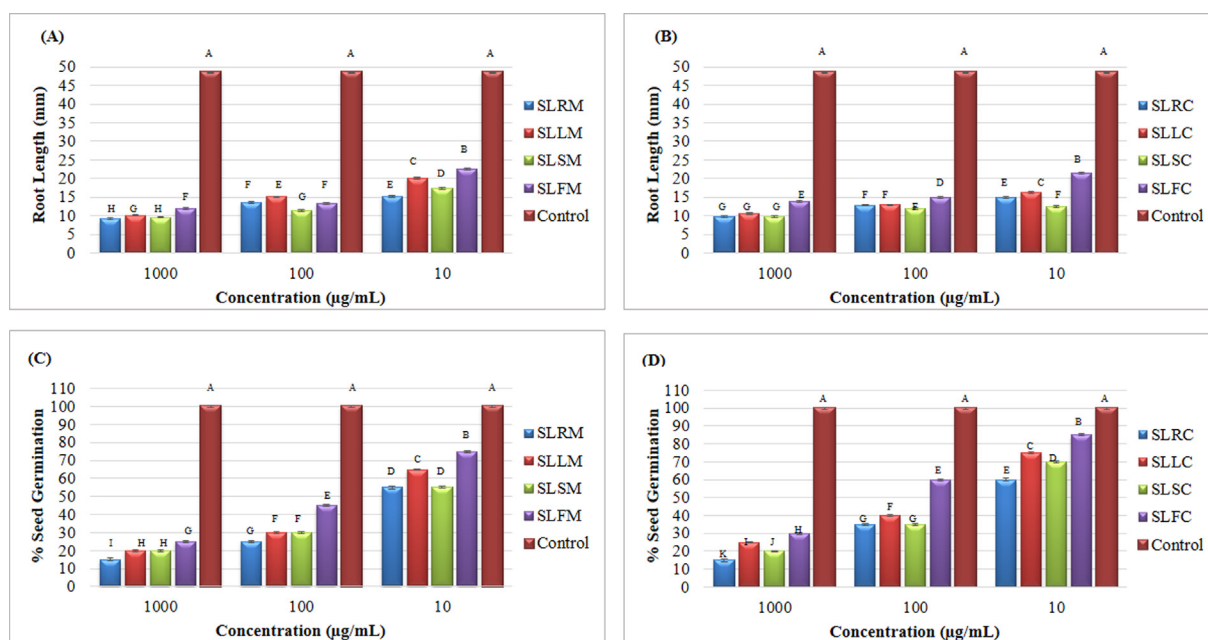 (A)
A A A
50
45
40
35
30
25
20
15
10
5
0
Root Length (mm)
H G H F
F E G F
E C D B
1000 100 10
Concentration (µg/mL)
SLRM
SLLM
SLSM
SLFM
Control
(B)
A A A
50
45
40
35
30
25
20
15
10
5
0
Root Length (mm)
G G G E
F F D
E C F B
1000 100 10
Concentration (µg/mL)
SLRC
SLLC
SLSC
SLFC
Control
(C)
A A A
110
100
90
80
70
60
50
40
30
20
10
0
% Seed Germination
I H H G
G F F E
D C D B
1000 100 10
Concentration (µg/mL)
SLRM
SLLM
SLSM
SLFM
Control
(D)
A A A
110
100
90
80
70
60
50
40
30
20
10
0
% Seed Germination
K I J H
G F G E
E C D B
1000 100 10
Concentration (µg/mL)
SLRC
SLLC
SLSC
SLFC
Control